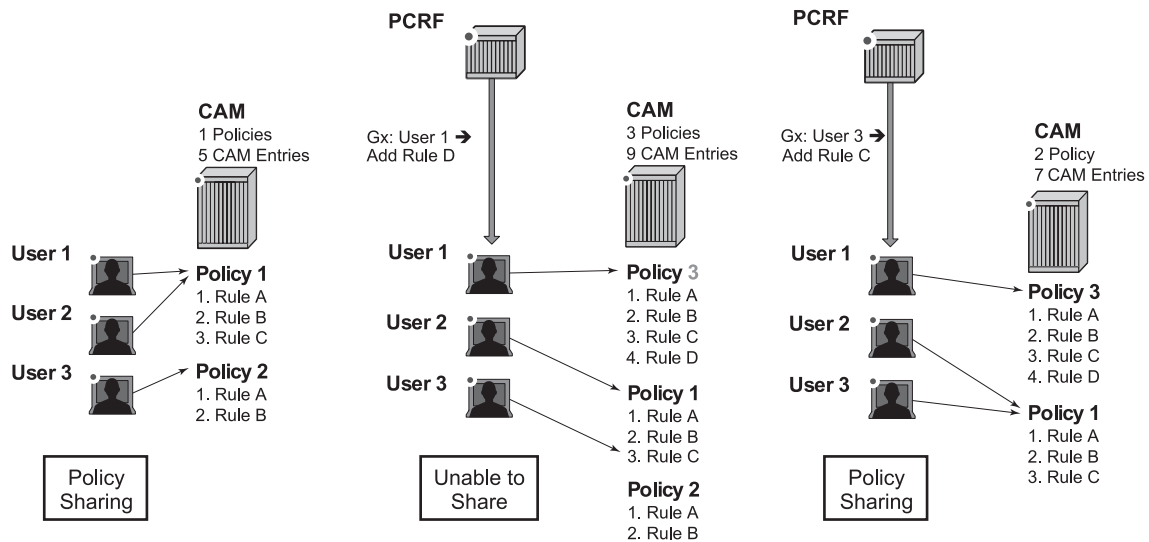 CAM
1 Policies
5 CAM Entries
User 1
User 2
User 3
Policy 1
1. Rule A
2. Rule B
3. Rule C
Policy 2
1. Rule A
2. Rule B
Policy
Sharing
PCRF
Gx: User 1 ➔
Add Rule D
CAM
3 Policies
9 CAM Entries
User 1
User 2
User 3
Policy 3
1. Rule A
2. Rule B
3. Rule C
4. Rule D
Policy 1
1. Rule A
2. Rule B
3. Rule C
Policy 2
1. Rule A
2. Rule B
Unable to
Share
PCRF
Gx: User 3 ➔
Add Rule C
CAM
2 Policy
7 CAM Entries
User 1
User 2
User 3
Policy 3
1. Rule A
2. Rule B
3. Rule C
4. Rule D
Policy 1
1. Rule A
2. Rule B
3. Rule C
Policy
Sharing